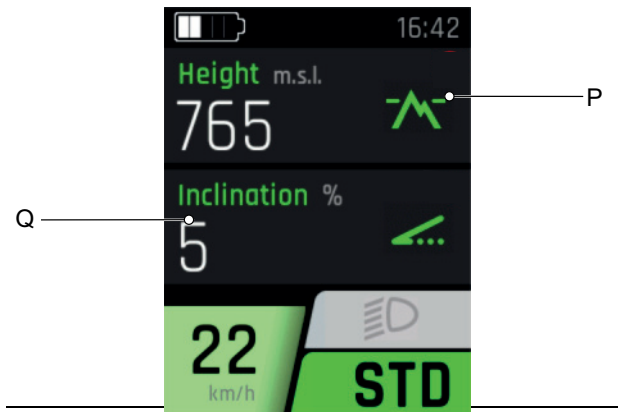 16:42
Height m.s.l.
765
P
Inclination %
Q
5
22
km/h
STD